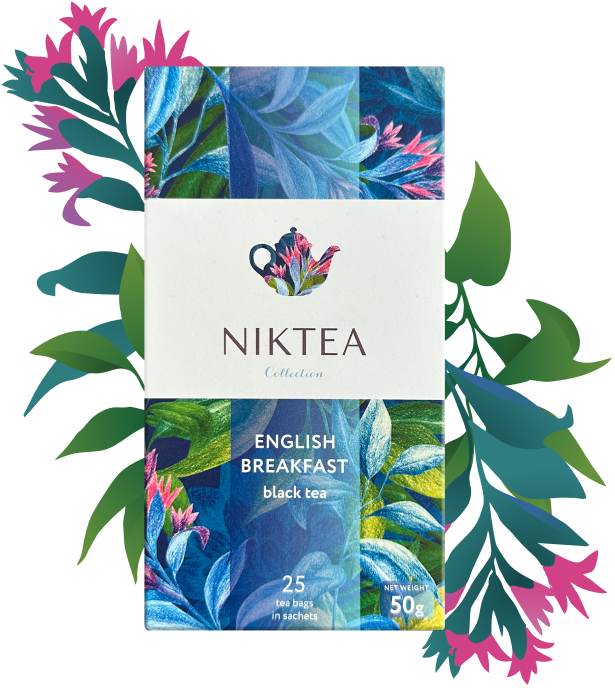 NIKTEA
Collection
ENGLISH
BREAKFAST
black tea
25
tea bags
in sachets
NET WEIGHT
50g